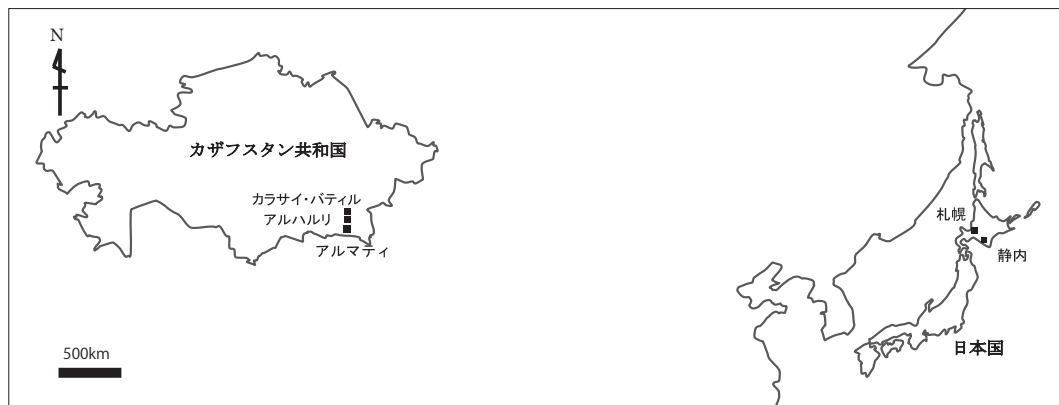 N
カザフスタン共和国
カラサイ・バティル
アルハルリ
アルマティ
500km
札幌
静内
日本国